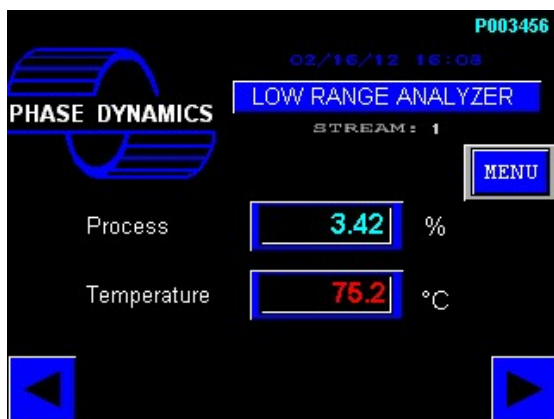 P003456
02/16/12 16:08
PHASE DYNAMICS
LOW RANGE ANALYZER
STREAM: 1
MENU
Process 3.42 %
Temperature 75.2 °C